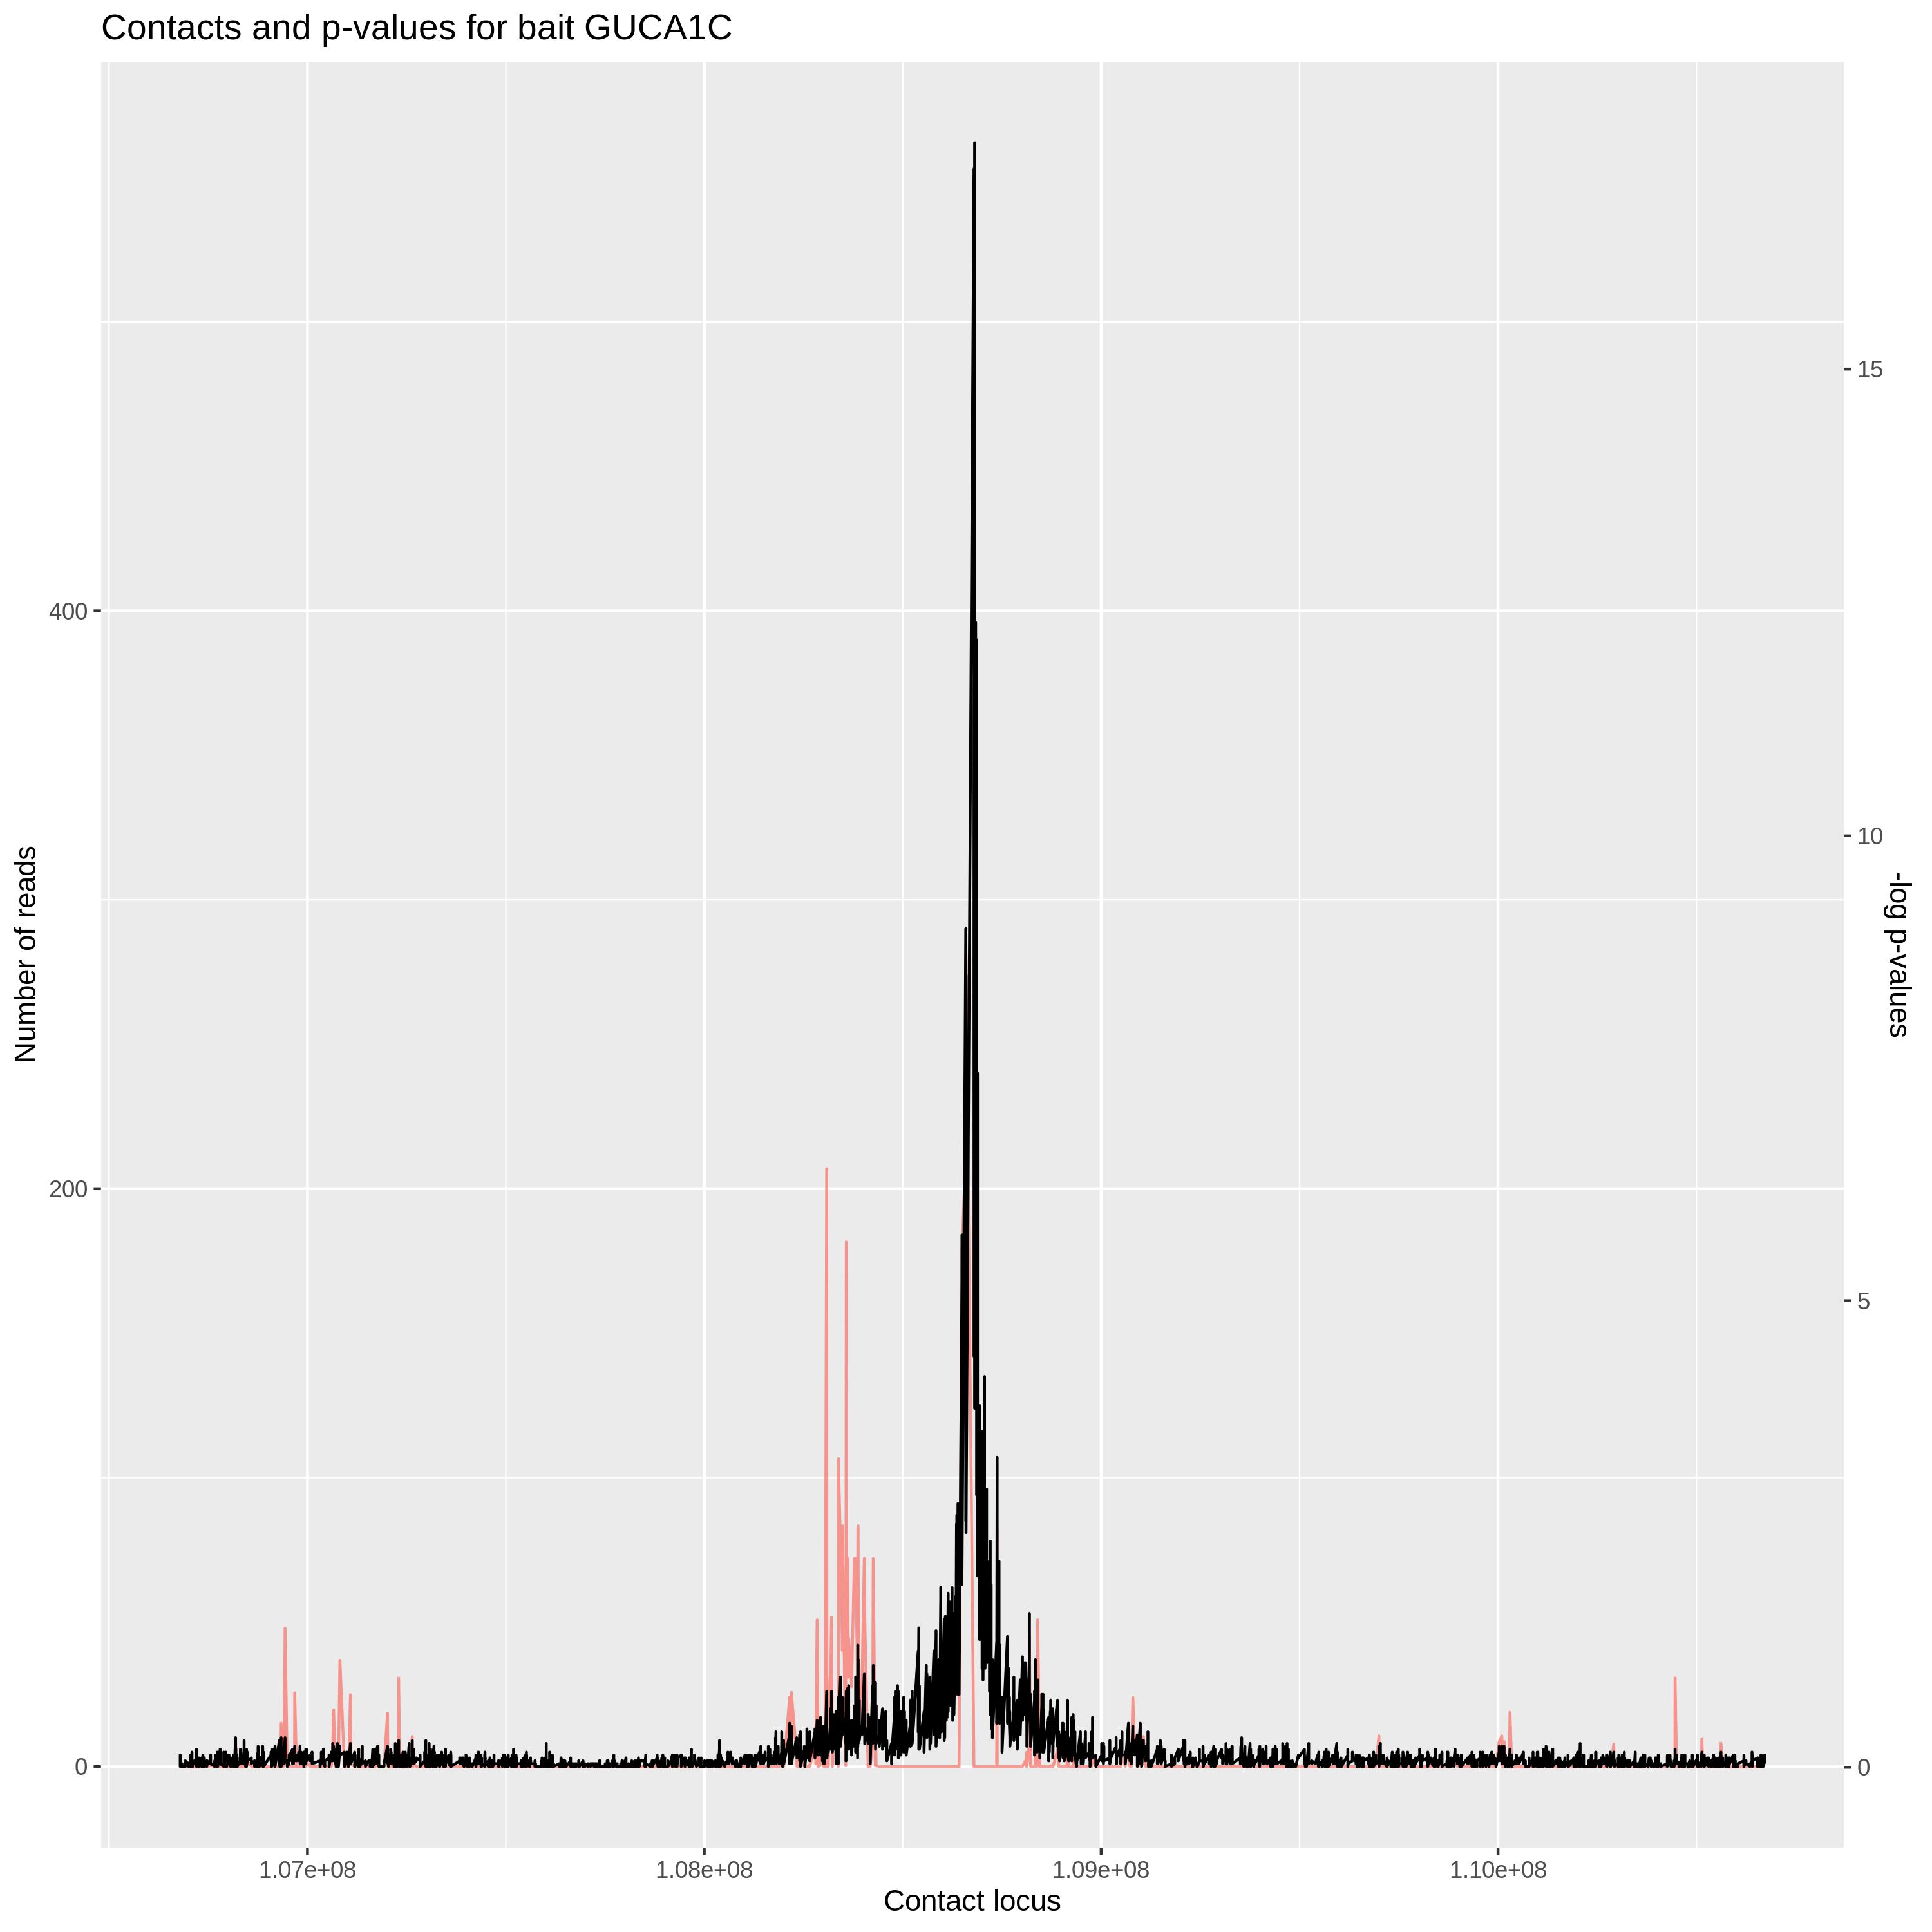 Contacts and p-values for bait GUCA1C
Number of reads
400
200
0
15
10
5
0
-log p-values
1.07e+08 1.08e+08 1.09e+08 1.10e+08
Contact locus